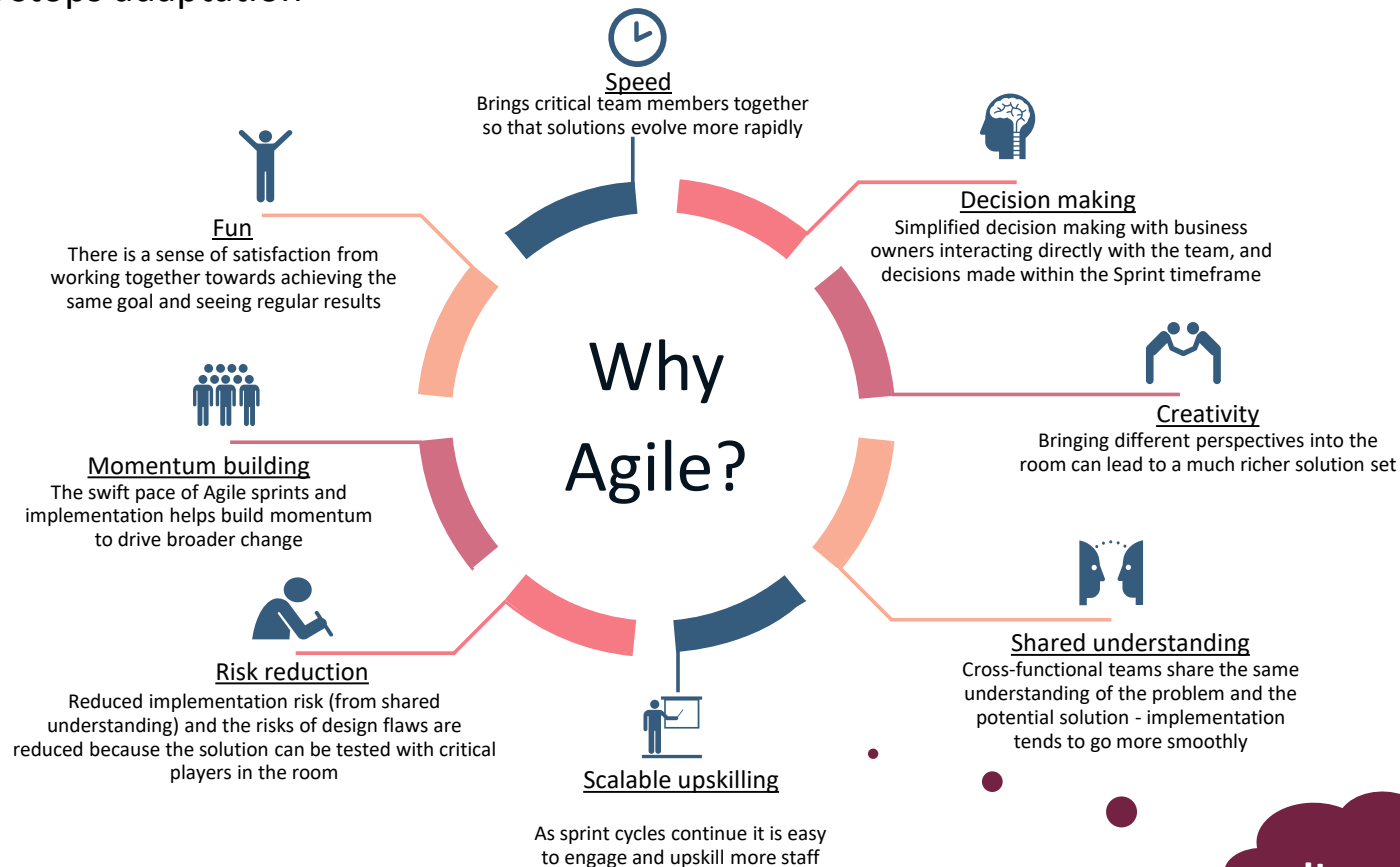 adaptation
Speed
Brings critical team members together
so that solutions evolve more rapidly
Decision making
Simplified decision making with business
owners interacting directly with the team, and
decisions made within the Sprint timeframe
Creativity
Bringing different perspectives into the
room can lead to a much richer solution set
Shared understanding
Cross-functional teams share the same
understanding of the problem and the
potential solution - implementation
tends to go more smoothly
Scalable upskilling
As sprint cycles continue it is easy
to engage and upskill more staff
Risk reduction
Reduced implementation risk (from shared
understanding) and the risks of design flaws are
reduced because the solution can be tested with critical
players in the room
Momentum building
The swift pace of Agile sprints and
implementation helps build momentum
to drive broader change
Fun
There is a sense of satisfaction from
working together towards achieving the
same goal and seeing regular results
Why
Agile?